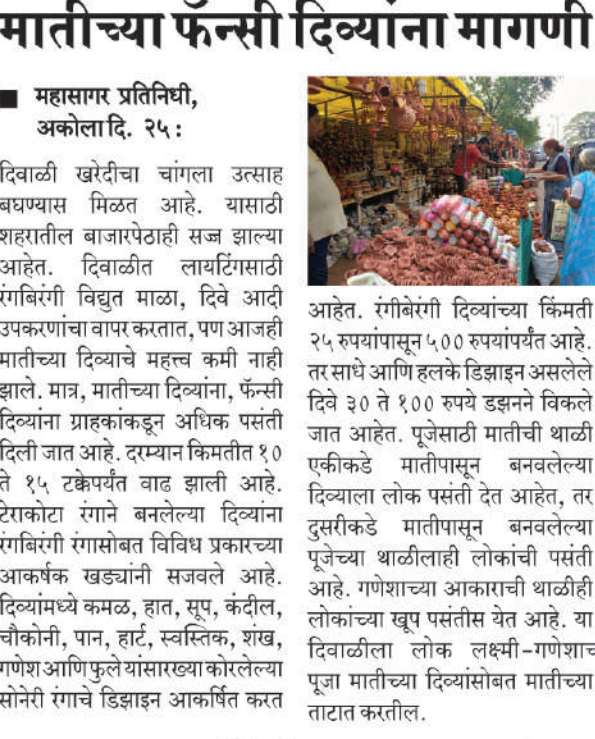 मातीच्या फॅन्सी दिव्यांना मागणी
■ महासागर प्रतिनिधी,
अकोला दि. २५ :
दिवाळी खरेदीचा चांगला उत्साह
बघण्यास मिळत आहे. यासाठी
शहरातील बाजारपेठाही सज्ज झाल्या
आहेत. दिवाळीत लायटिंगसाठी
रंगबिरंगी विद्युत माळा, दिवे आदी
उपकरणांचा वापर करतात, पण आजही
मातीच्या दिव्याचे महत्त्व कमी नाही
झाले. मात्र, मातीच्या दिव्यांना, फॅन्सी
दिव्यांना ग्राहकांकडून अधिक पसंती
दिली जात आहे. दरम्यान किमतीत १०
ते १५ टक्केपर्यंत वाढ झाली आहे.
टेराकोटा रंगाने बनलेल्या दिव्यांना
रंगबिरंगी रंगासोबत विविध प्रकारच्या
आकर्षक खड्यांनी सजवले आहे.
दिव्यांमध्ये कमळ, हात, सूप, कंदील,
चौकोनी, पान, हार्ट, स्वस्तिक, शंख,
गणेश आणि फुले यांसारख्या कोरलेल्या
सोनेरी रंगाचे डिझाइन आकर्षित करत
आहेत. रंगीबेरंगी दिव्यांच्या किंमती
२५ रुपयांपासून ५०० रुपयांपर्यंत आहे.
तर साधे आणि हलके डिझाइन असलेले
दिवे ३० ते १०० रुपये डझनने विकले
जात आहेत. पूजेसाठी मातीची थाळी
एकीकडे मातीपासून बनवलेल्या
दिव्याला लोक पसंती देत आहेत, तर
दुसरीकडे मातीपासून बनवलेल्या
पूजेच्या थाळीलाही लोकांची पसंती
आहे. गणेशाच्या आकाराची थाळीही
लोकांच्या खूप पसंतीस येत आहे. या
दिवाळीला लोक लक्ष्मी-गणेशाच
पूजा मातीच्या दिव्यांसोबत मातीच्या
ताटात करतील.